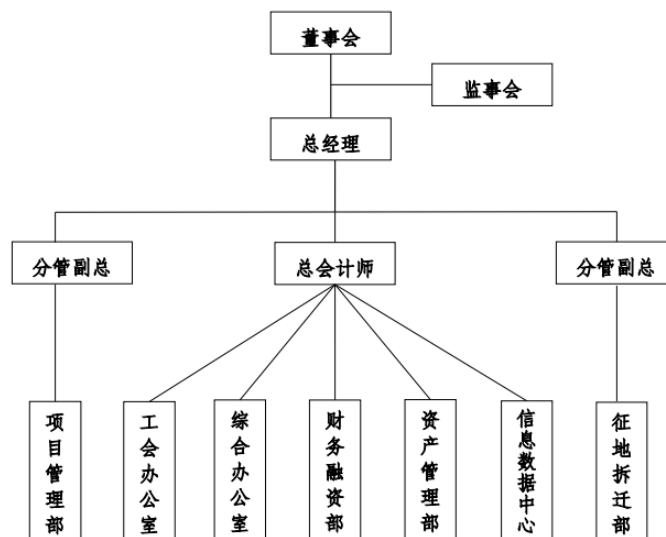 董事会
监事会
总经理
分管副总
总会计师
分管副总
项目管理部
工会办公室
综合办公室
财务融资部
资产管理部
信息数据中心
征地拆迁部